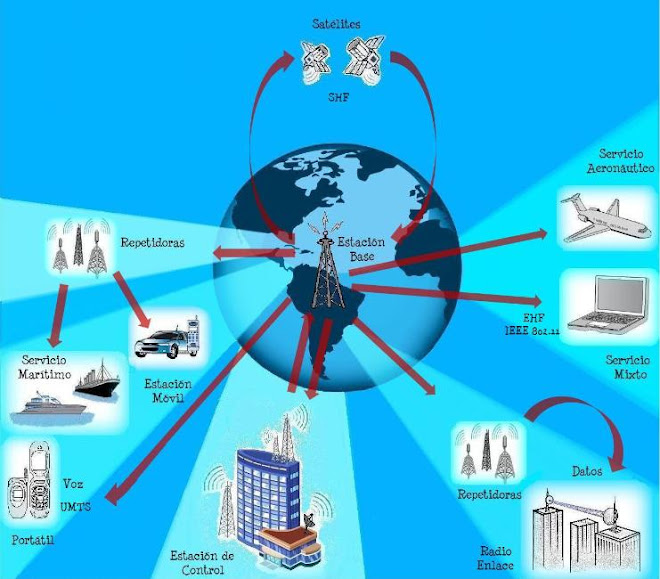 Satélites
SHF
Servicio
Aeronáutico
Repetidoras
Estación
Base
EHF
IEEE 802.11
Servicio
Mixto
Servicio
Marítimo
Estación
Móvil
Voz
UMTS
Portátil
Estación de
Control
Repetidoras
Datos
Radio
Enlace